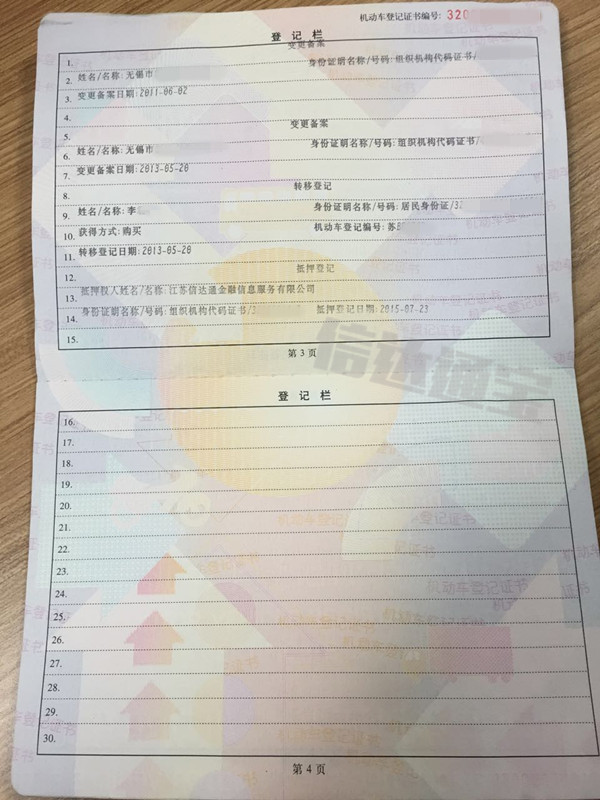 机动车登记证书编号: 320
登 记 栏
变更备案
1.
身份证明名称/号码:组织机构代码证书/
2. 姓名/名称:无锡市
3. 变更备案日期:2011-06-02
4.
5.
变更备案
6. 姓名/名称:无锡市
身份证明名称/号码:组织机构代码证书/
7. 变更备案日期:2013-05-20
8.
转移登记
9. 姓名/名称:李
身份证明名称/号码:居民身份证/3
10. 获得方式:购买
机动车登记编号:苏
11. 转移登记日期:2013-05-20
12.
抵押登记
13. 抵押权人姓名/名称:江苏信达通金融信息服务有限公司
14. 身份证明名称/号码:组织机构代码证书/3
抵押登记日期:2015-07-23
15.
第 3 页
信达通宝
登 记 栏
16.
17.
18.
19.
20.
21.
22.
23.
24.
25.
26.
27.
28.
29.
30.
第 4 页